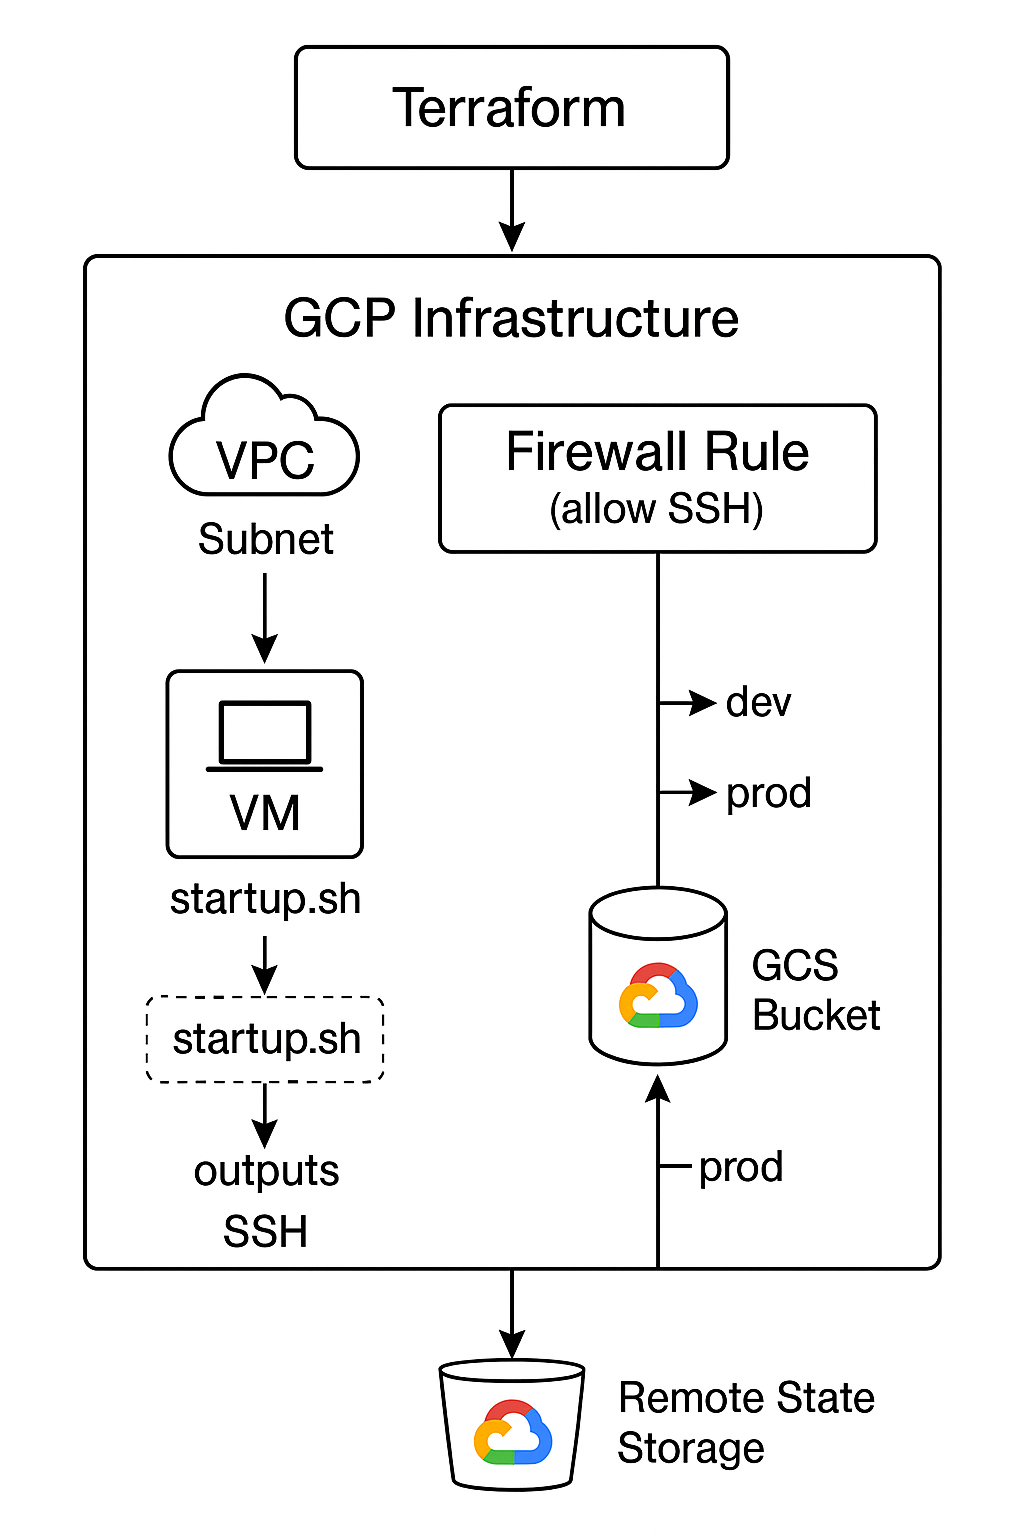 Terraform
GCP Infrastructure
VPC
Subnet
VM
startup.sh
startup.sh
outputs
SSH
Firewall Rule
(allow SSH)
dev
prod
GCS
Bucket
prod
Remote State
Storage